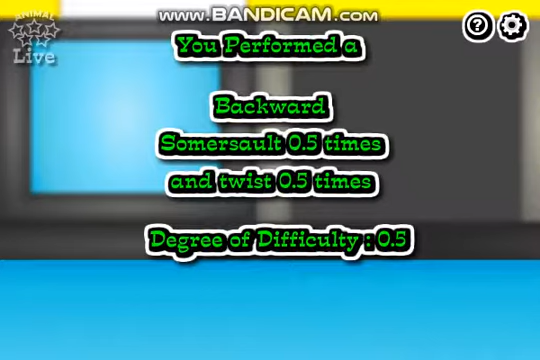 www.BANDICAM.com
ANIMAL
Live
?
You Performed a
Backward
Somersault 0.5 times
and twist 0.5 times
Degree of Difficulty : 0.5